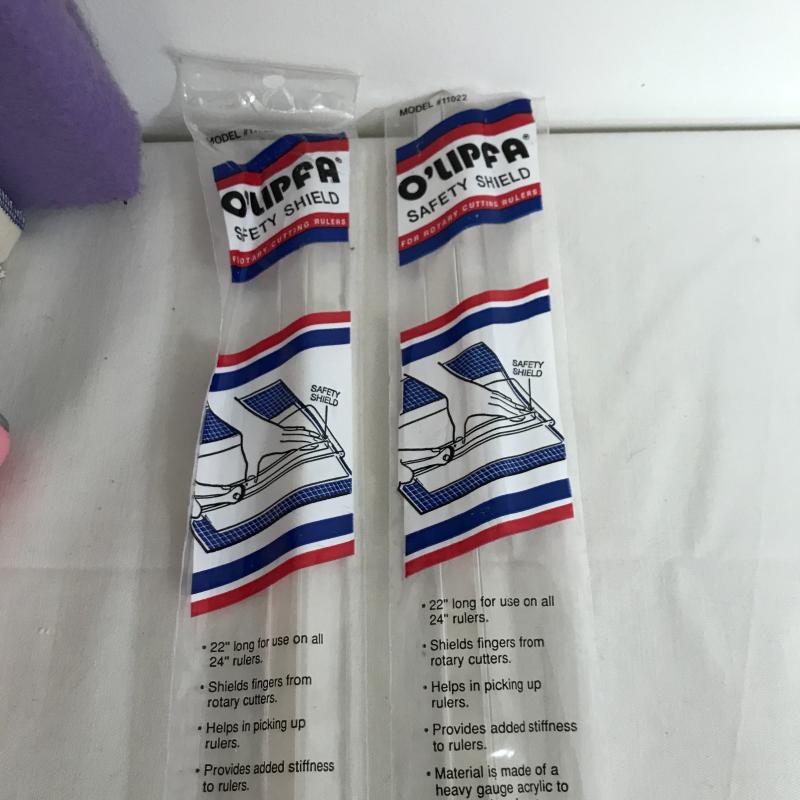 MODEL
O'LIPFA®
SAFETY SHIELD
ROTARY CUTTING RULERS
SAFETY
SHIELD
• 22" long for use on all
24" rulers.
• Shields fingers from
rotary cutters.
• Helps in picking up
rulers.
• Provides added stiffness
to rulers.
MODEL #11022
O'LIPFA®
SAFETY SHIELD
FOR ROTARY CUTTING RULERS
SAFETY
SHIELD
• 22" long for use on all
24" rulers.
• Shields fingers from
rotary cutters.
• Helps in picking up
rulers.
• Provides added stiffness
to rulers.
• Material is made of a
heavy gauge acrylic to